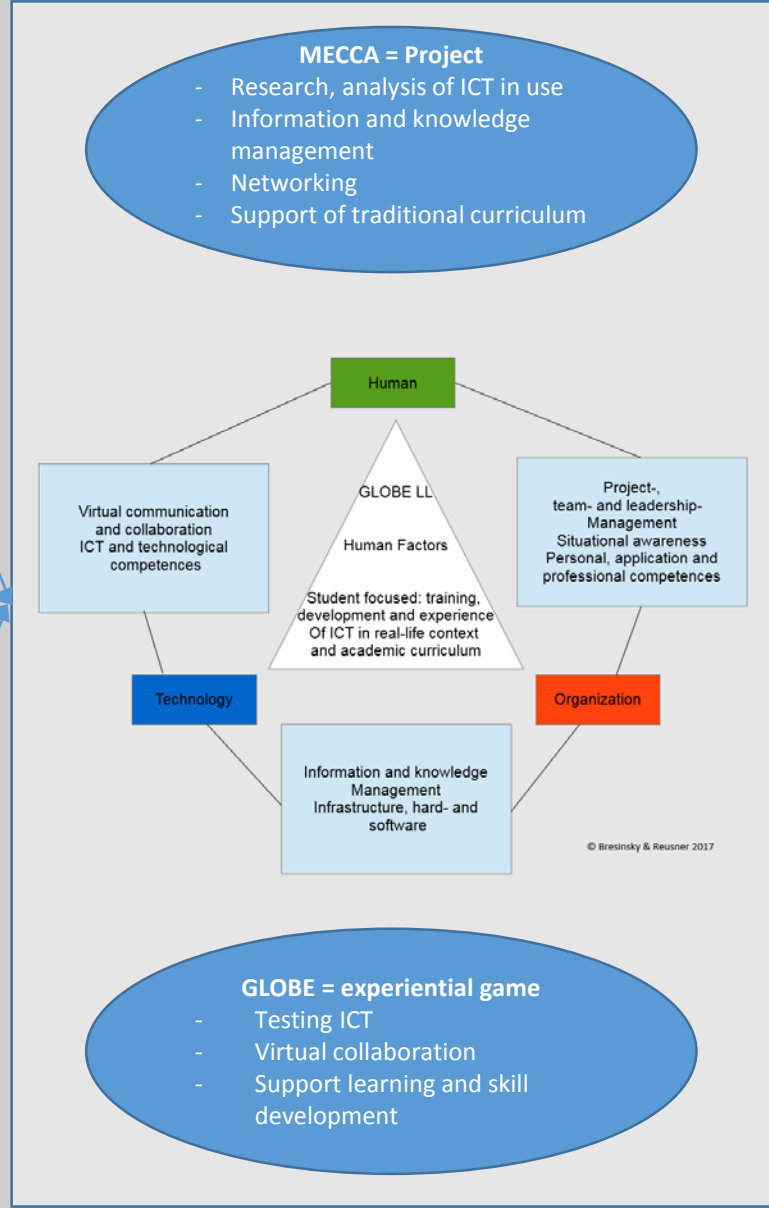 MECCA = Project
- Research, analysis of ICT in use
- Information and knowledge
management
- Networking
- Support of traditional curriculum
Human
Virtual communication
and collaboration
ICT and technological
competences
GLOBE LL
Human Factors
Student focused: training,
development and experience
Of ICT in real-life context
and academic curriculum
Project-,
team- and leadership-
Management
Situational awareness
Personal, application and
professional competences
Technology
Organization
Information and knowledge
Management
Infrastructure, hard- and
software
© Bresinsky & Reusner 2017
GLOBE = experiential game
- Testing ICT
- Virtual collaboration
- Support learning and skill
development